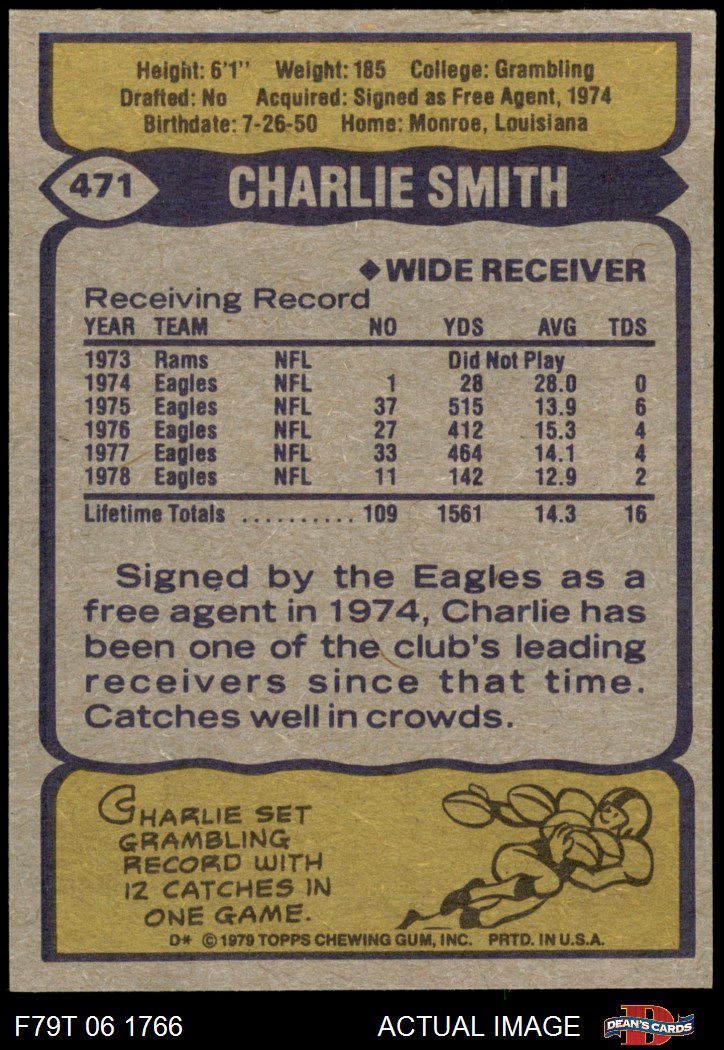 Height: 6'1" Weight: 185 College: Grambling
Drafted: No Acquired: Signed as Free Agent, 1974
Birthdate: 7-26-50 Home: Monroe, Louisiana
471 CHARLIE SMITH
◆WIDE RECEIVER
Receiving Record
YEAR TEAM NO YDS AVG TDS
1973 Rams NFL Did Not Play
1974 Eagles NFL 1 28 28.0 0
1975 Eagles NFL 37 515 13.9 6
1976 Eagles NFL 27 412 15.3 4
1977 Eagles NFL 33 464 14.1 4
1978 Eagles NFL 11 142 12.9 2
Lifetime Totals .......... 109 1561 14.3 16
Signed by the Eagles as a
free agent in 1974, Charlie has
been one of the club's leading
receivers since that time.
Catches well in crowds.
CHARLIE SET
GRAMBLING
RECORD WITH
12 CATCHES IN
ONE GAME.
D* © 1979 TOPPS CHEWING GUM, INC. PRTD. IN U.S.A.
F79T 06 1766 ACTUAL IMAGE D DEAN'S CARDS